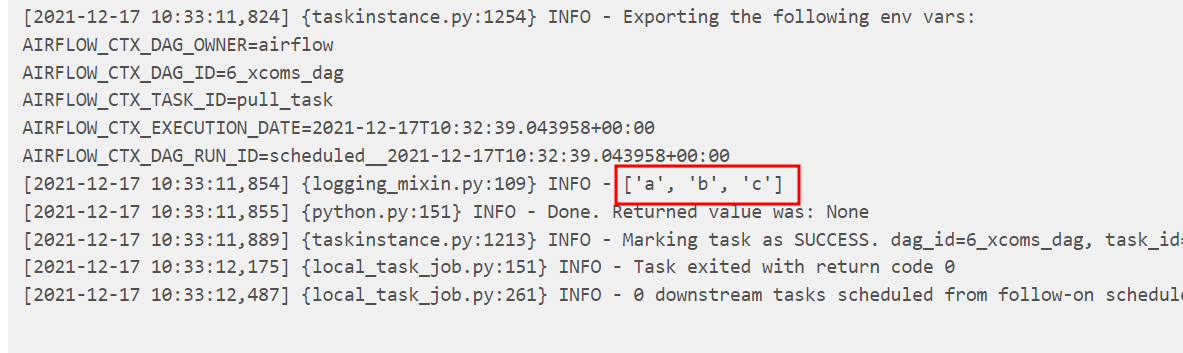 [2021-12-17 10:33:11,824] {taskinstance.py:1254} INFO - Exporting the following env vars:
AIRFLOW_CTX_DAG_OWNER=airflow
AIRFLOW_CTX_DAG_ID=6_xcoms_dag
AIRFLOW_CTX_TASK_ID=pull_task
AIRFLOW_CTX_EXECUTION_DATE=2021-12-17T10:32:39.043958+00:00
AIRFLOW_CTX_DAG_RUN_ID=scheduled__2021-12-17T10:32:39.043958+00:00
[2021-12-17 10:33:11,854] {logging_mixin.py:109} INFO - ['a', 'b', 'c']
[2021-12-17 10:33:11,855] {python.py:151} INFO - Done. Returned value was: None
[2021-12-17 10:33:11,889] {taskinstance.py:1213} INFO - Marking task as SUCCESS. dag_id=6_xcoms_dag, task_id=
[2021-12-17 10:33:12,175] {local_task_job.py:151} INFO - Task exited with return code 0
[2021-12-17 10:33:12,487] {local_task_job.py:261} INFO - 0 downstream tasks scheduled from follow-on schedule